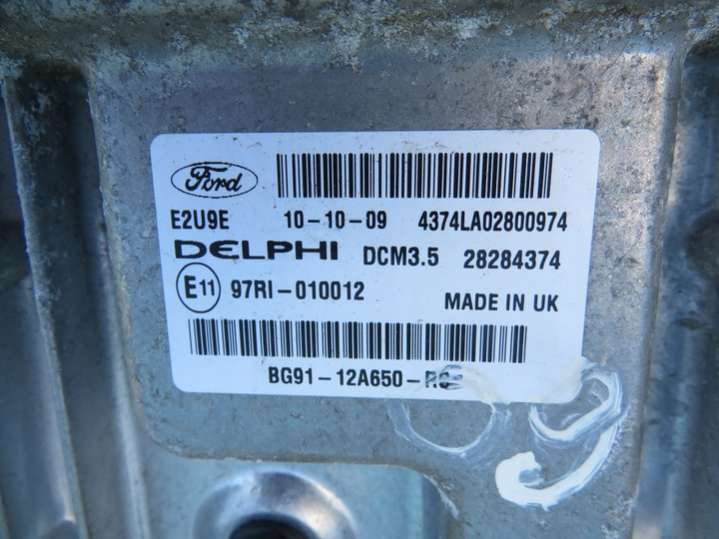 Ford
E2U9E 10-10-09 4374LA02800974
DELPHI DCM3.5 28284374
E11 97RI-010012 MADE IN UK
BG91-12A650-